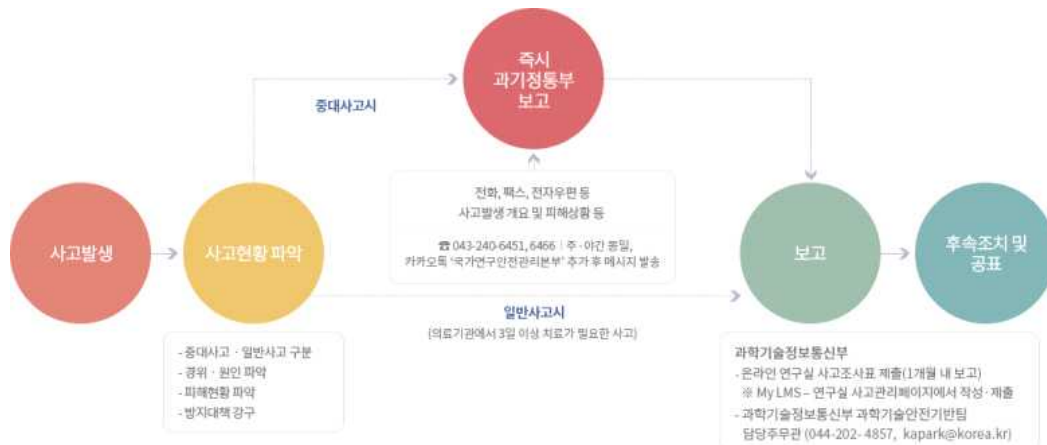 즉시
과기정통부
보고
중대사고시
전화, 팩스, 전자우편 등
사고발생 개요 및 피해상황 등
☎ 043-240-6451, 6466 | 주·야간 동일,
카카오톡 '국가연구안전관리본부' 추가 후 메시지 발송
사고발생
사고현황 파악
보고
후속조치 및
공표
일반사고시
(의료기관에서 3일 이상 치료가 필요한 사고)
- 중대사고 · 일반사고 구분
- 경위 · 원인 파악
- 피해현황 파악
- 방지대책 강구
과학기술정보통신부
- 온라인 연구실 사고조사표 제출(1개월 내 보고)
※ My LMS – 연구실 사고관리페이지에서 작성·제출
- 과학기술정보통신부 과학기술안전기반팀
담당주무관 (044-202- 4857, kapark@korea.kr)